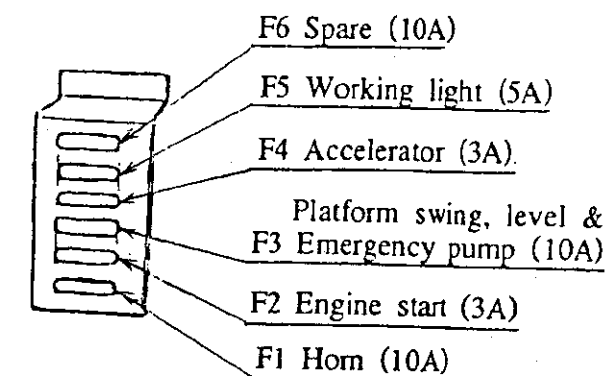 F6 Spare (10A)
F5 Working light (5A)
F4 Accelerator (3A).
Platform swing, level &
F3 Emergency pump (10A)
F2 Engine start (3A)
F1 Horn (10A)